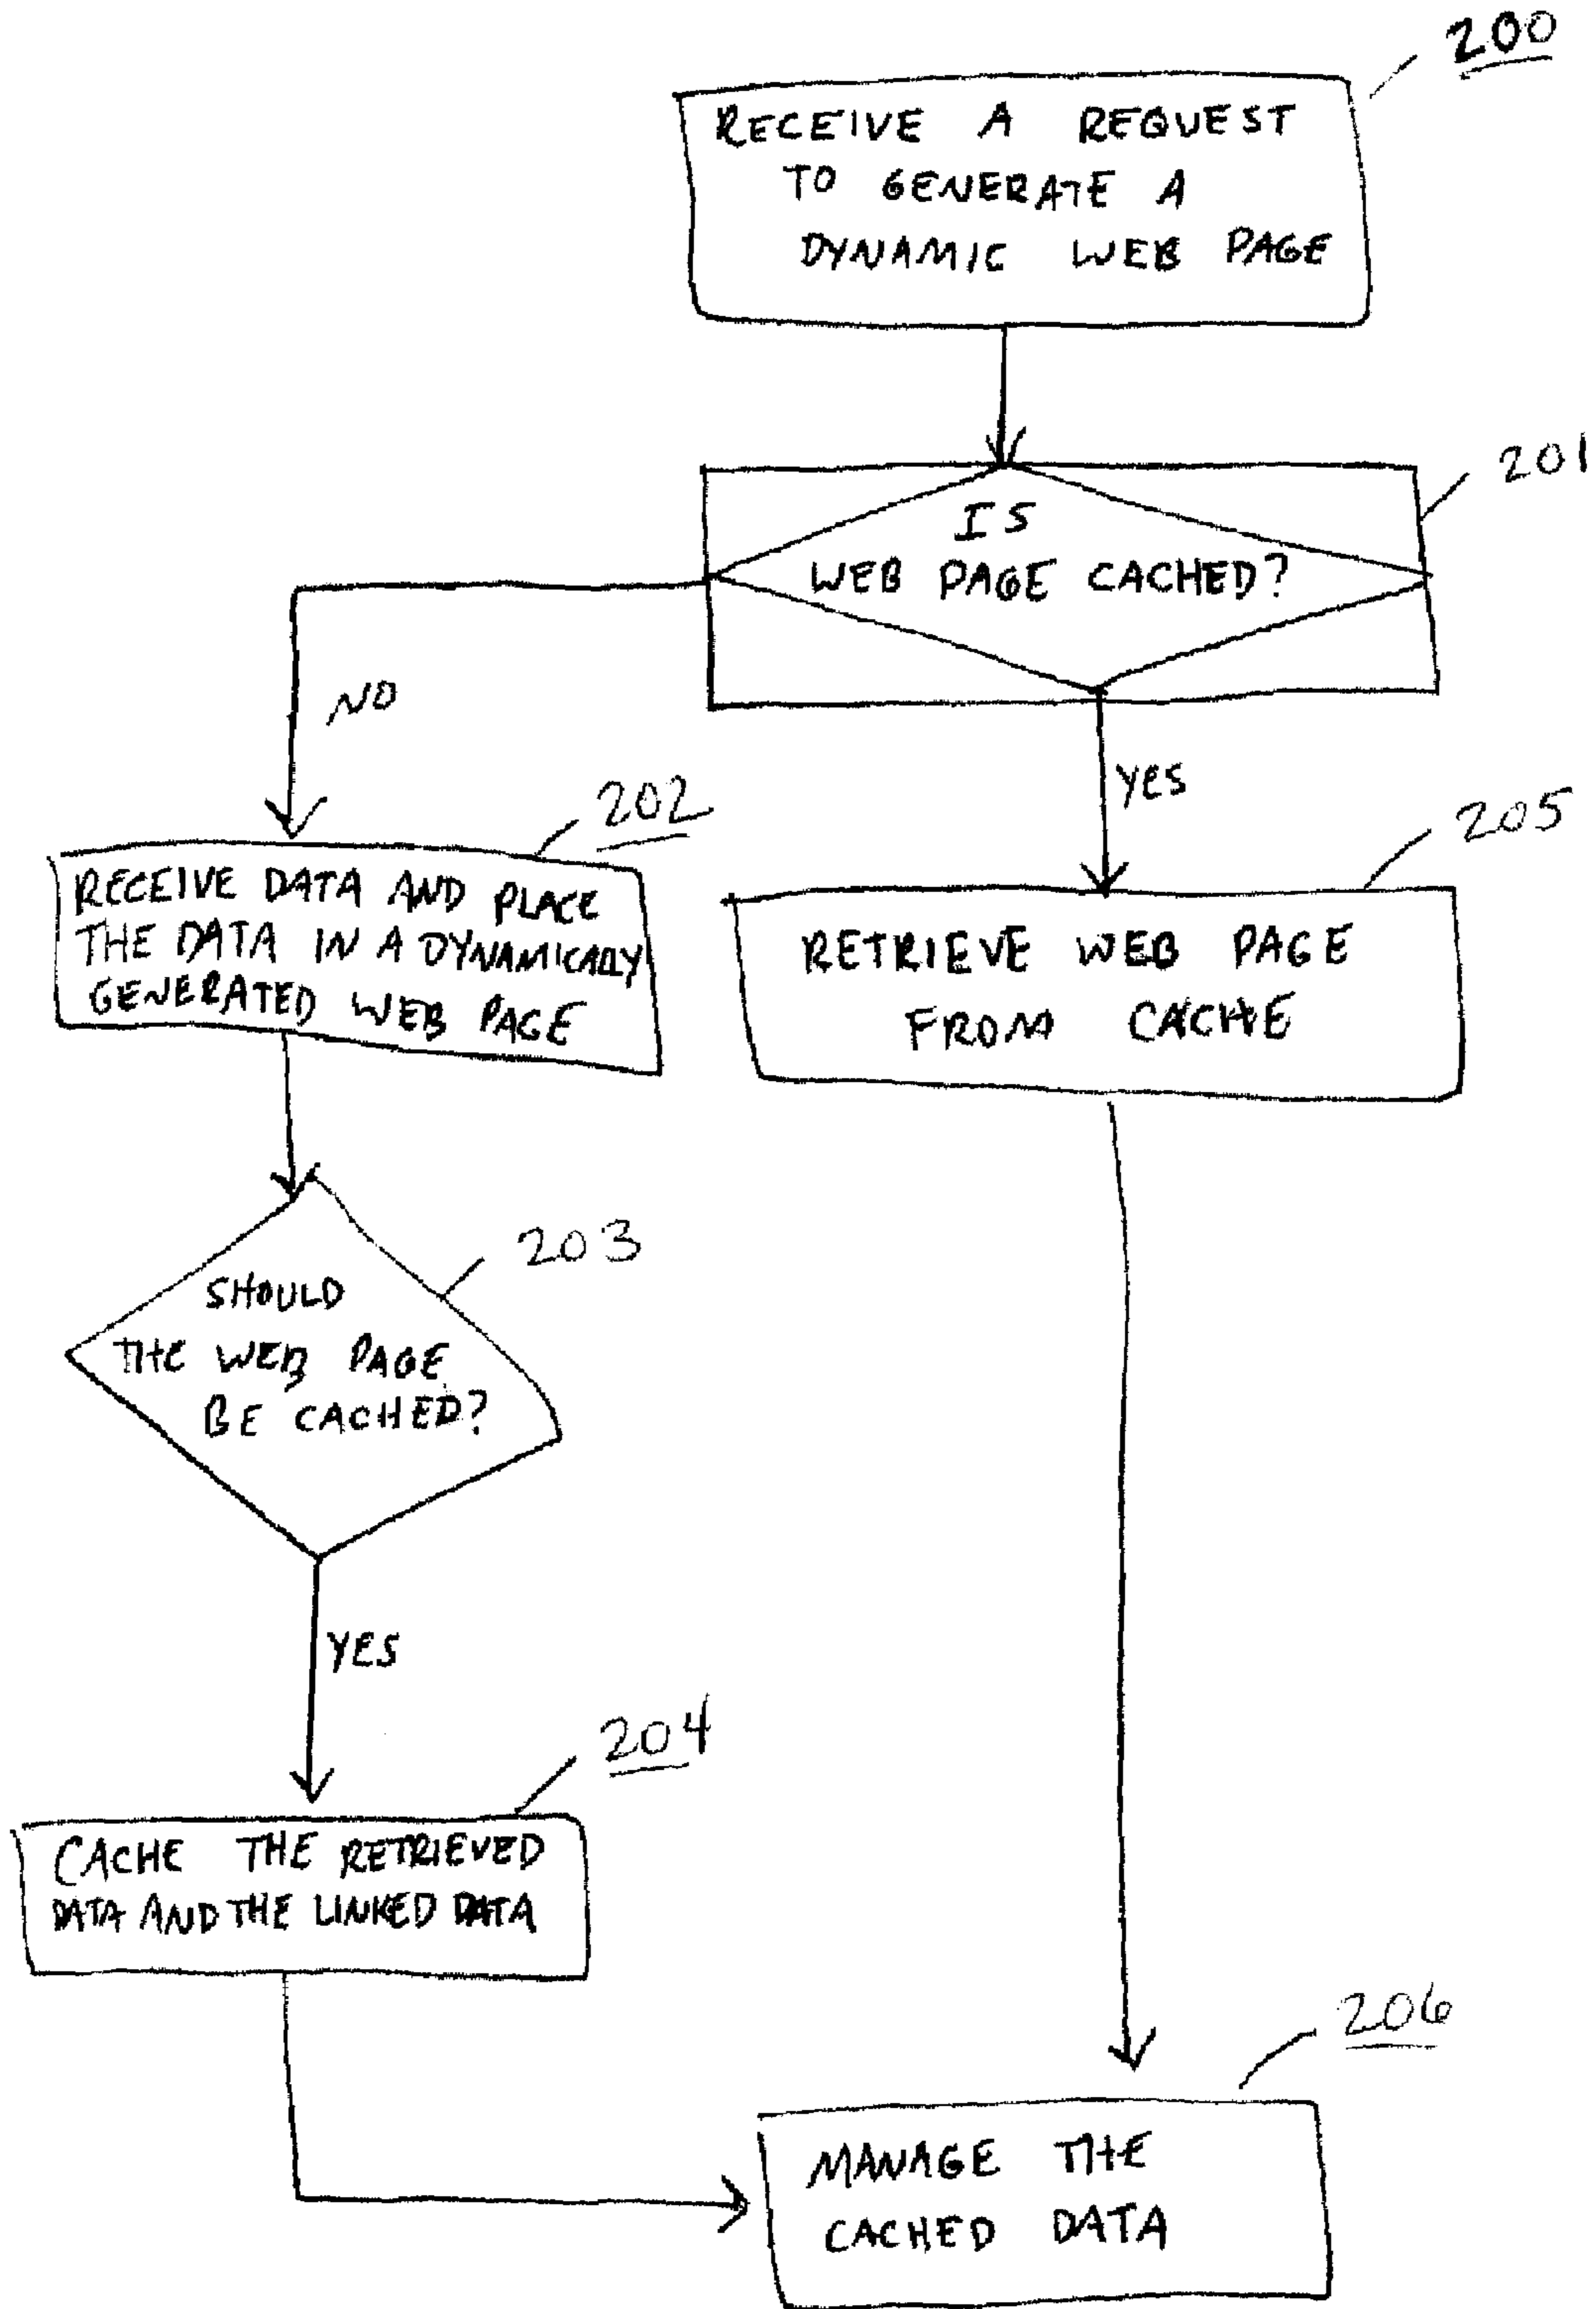 200
RECEIVE A REQUEST
TO GENERATE A
DYNAMIC WEB PAGE
201
IS
WEB PAGE CACHED?
NO
YES
202
RECEIVE DATA AND PLACE
THE DATA IN A DYNAMICALLY
GENERATED WEB PAGE
205
RETRIEVE WEB PAGE
FROM CACHE
203
SHOULD
THE WEB PAGE
BE CACHED?
YES
204
CACHE THE RETRIEVED
DATA AND THE LINKED DATA
206
MANAGE THE
CACHED DATA